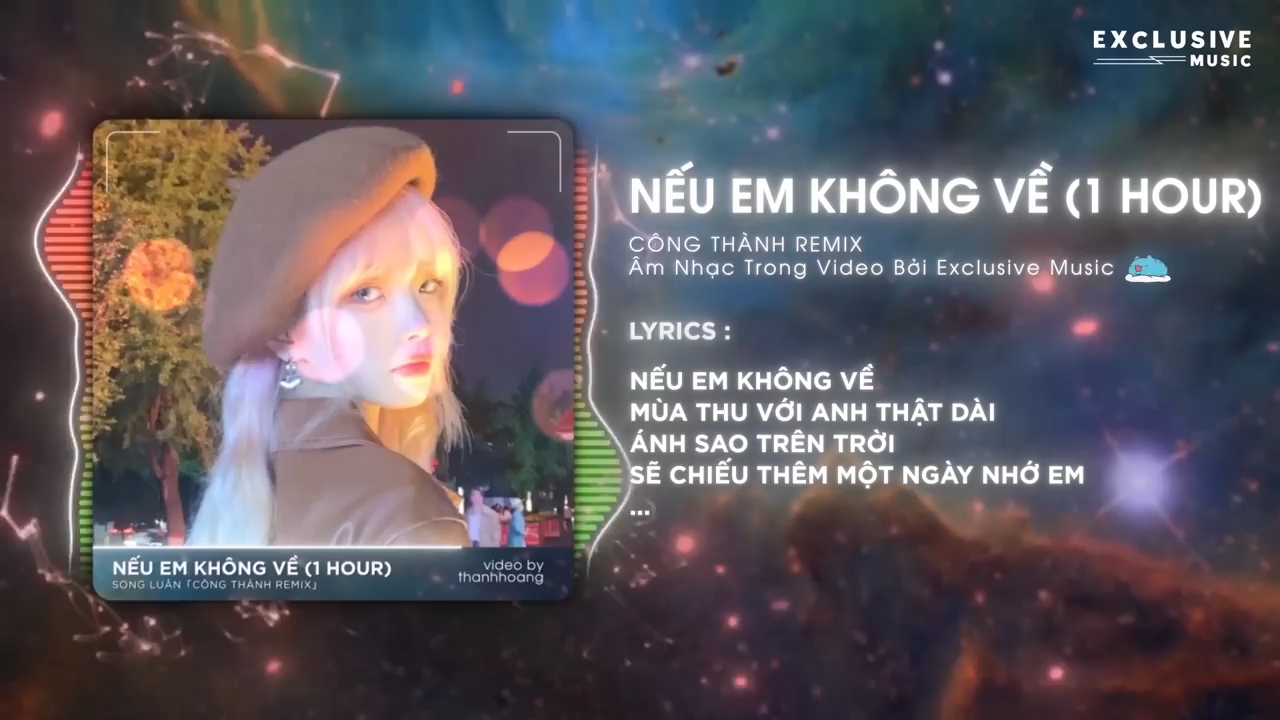 EXCLUSIVE
MUSIC
NẾU EM KHÔNG VỀ (1 HOUR)
CÔNG THÀNH REMIX
Âm Nhạc Trong Video Bởi Exclusive Music
LYRICS :
NẾU EM KHÔNG VỀ
MÙA THU VỚI ANH THẬT DÀI
ÁNH SAO TRÊN TRỜI
SẼ CHIẾU THÊM MỘT NGÀY NHỚ EM
...
NẾU EM KHÔNG VỀ (1 HOUR)
SONG LUÂN「CÔNG THÀNH REMIX」
video by
thanhhoang